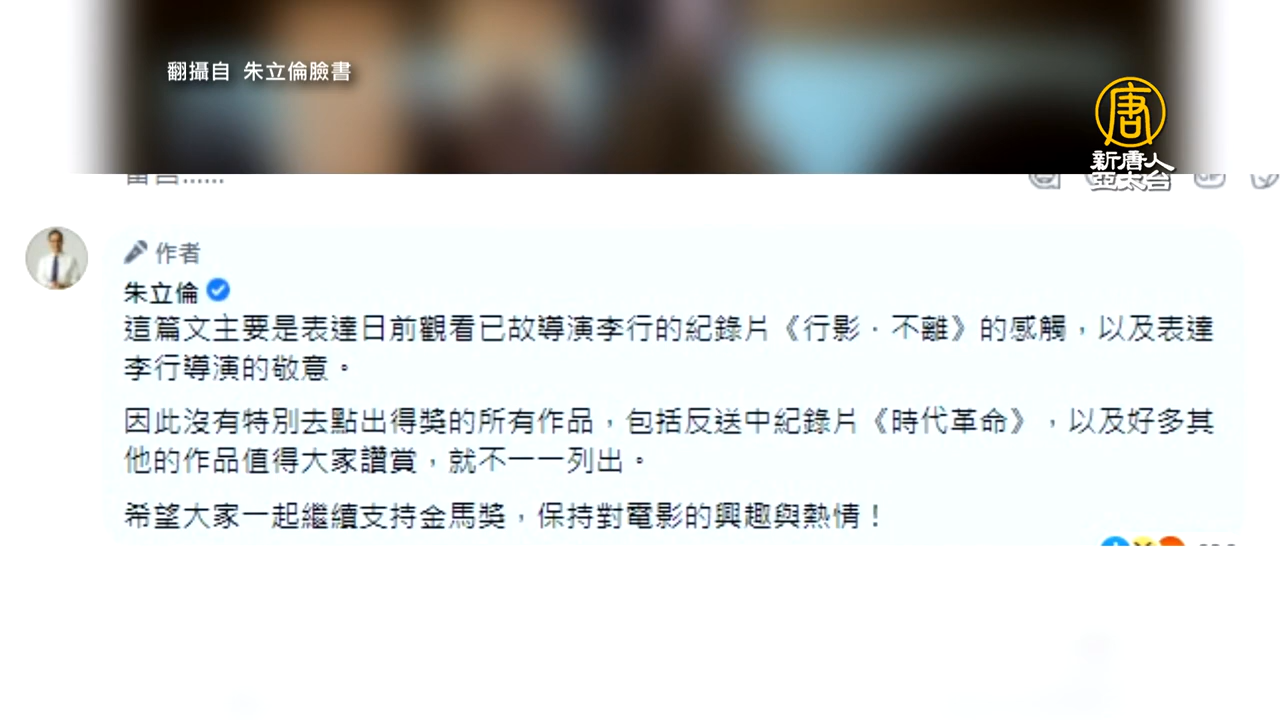 翻攝自 朱立倫臉書
唐
新唐人
亞太台
留言......
作者
朱立倫
這篇文主要是表達日前觀看已故導演李行的紀錄片《行影．不離》的感觸，以及表達
李行導演的敬意。
因此沒有特別去點出得獎的所有作品，包括反送中紀錄片《時代革命》，以及好多其
他的作品值得大家讚賞，就不一一列出。
希望大家一起繼續支持金馬獎，保持對電影的興趣與熱情！